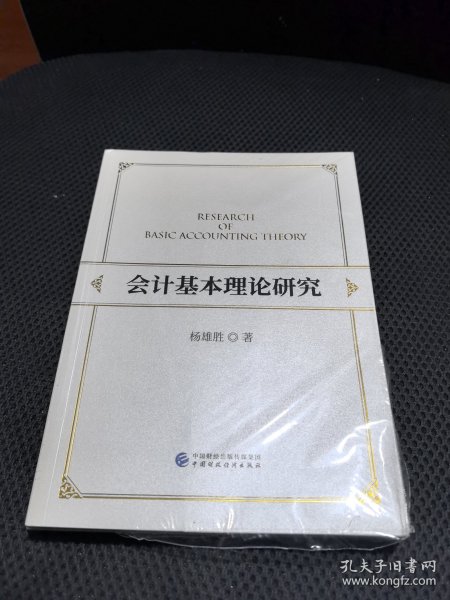 RESEARCH
OF
BASIC ACCOUNTING THEORY
会计基本理论研究
杨雄胜 ◎ 著
中国财经出版传媒集团
中国财政经济出版社
孔夫子旧书网
www.kongfz.com